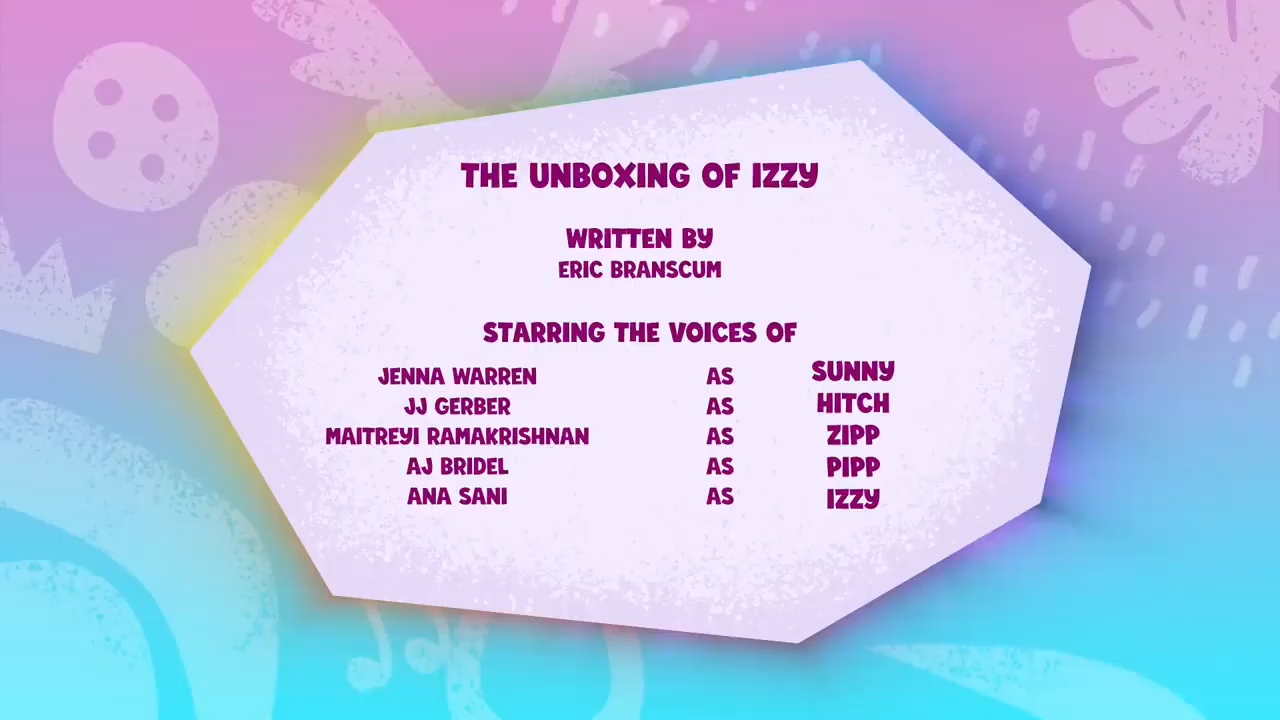 THE UNBOXING OF IZZY
WRITTEN BY
ERIC BRANSCUM
STARRING THE VOICES OF
JENNA WARREN AS SUNNY
JJ GERBER AS HITCH
MAITREYI RAMAKRISHNAN AS ZIPP
AJ BRIDEL AS PIPP
ANA SANI AS IZZY